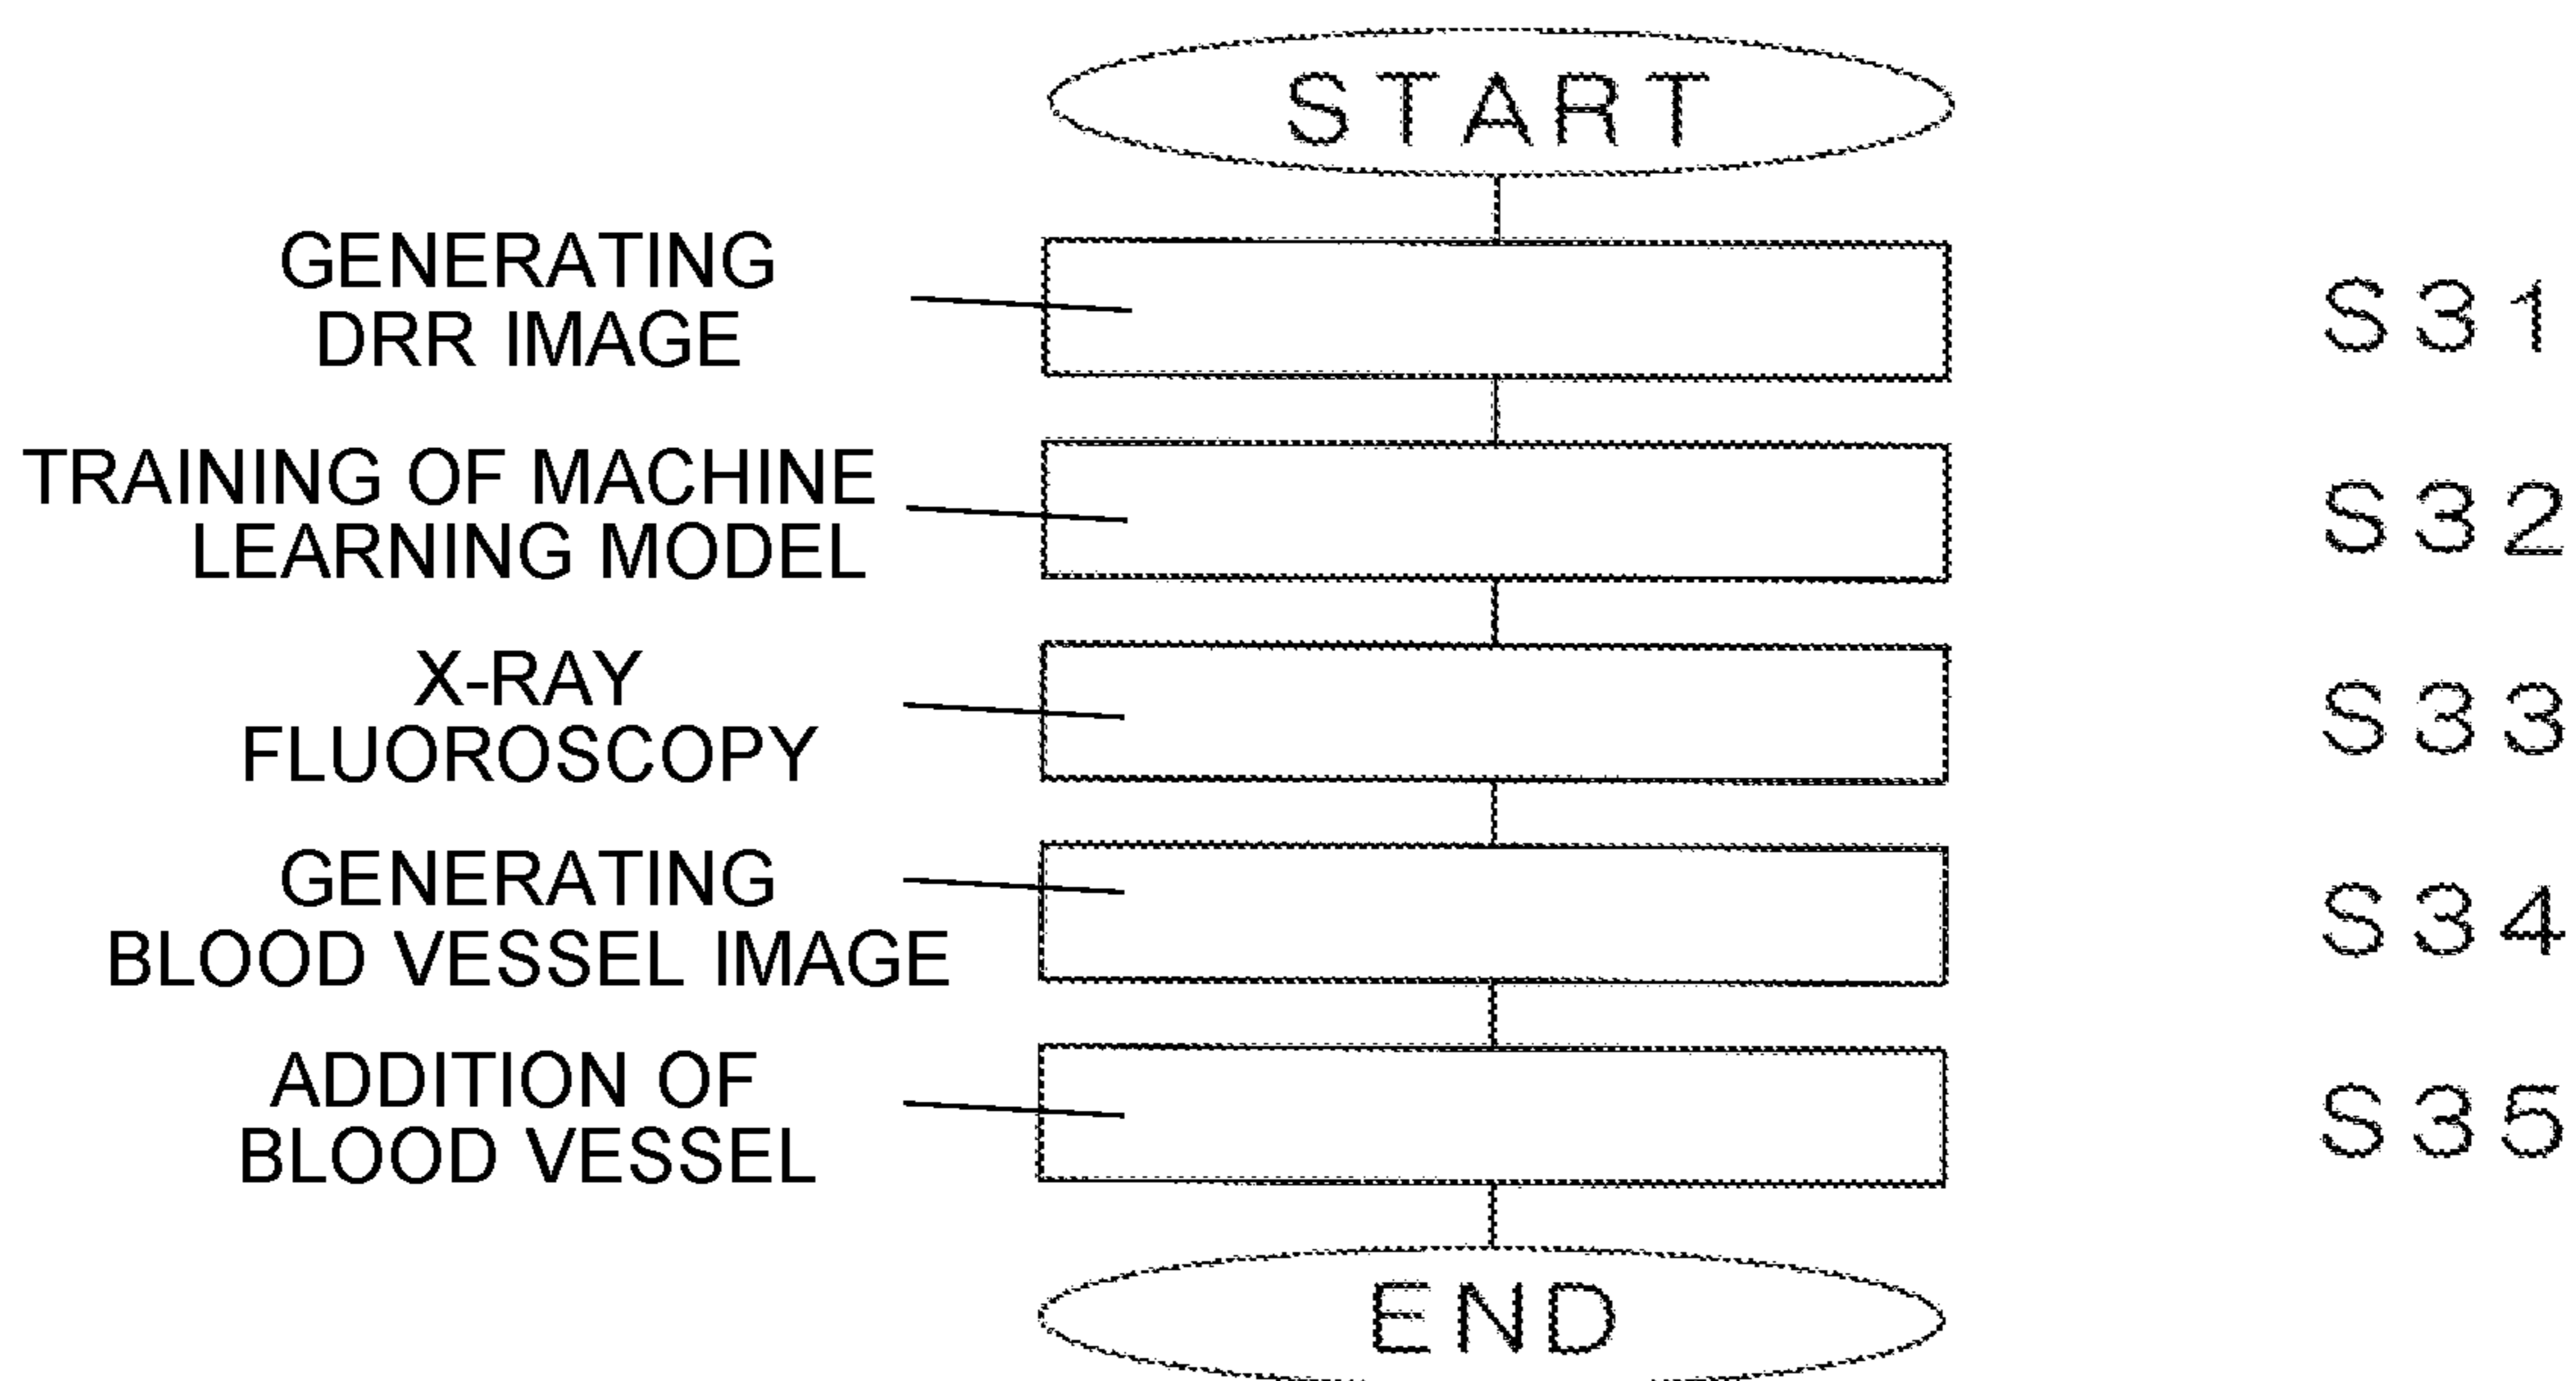 START
GENERATING
DRR IMAGE
S31
TRAINING OF MACHINE
LEARNING MODEL
S32
X-RAY
FLUOROSCOPY
S33
GENERATING
BLOOD VESSEL IMAGE
S34
ADDITION OF
BLOOD VESSEL
S35
END